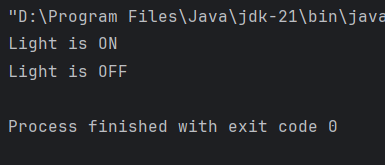 "D:\Program Files\Java\jdk-21\bin\java
Light is ON
Light is OFF
Process finished with exit code 0